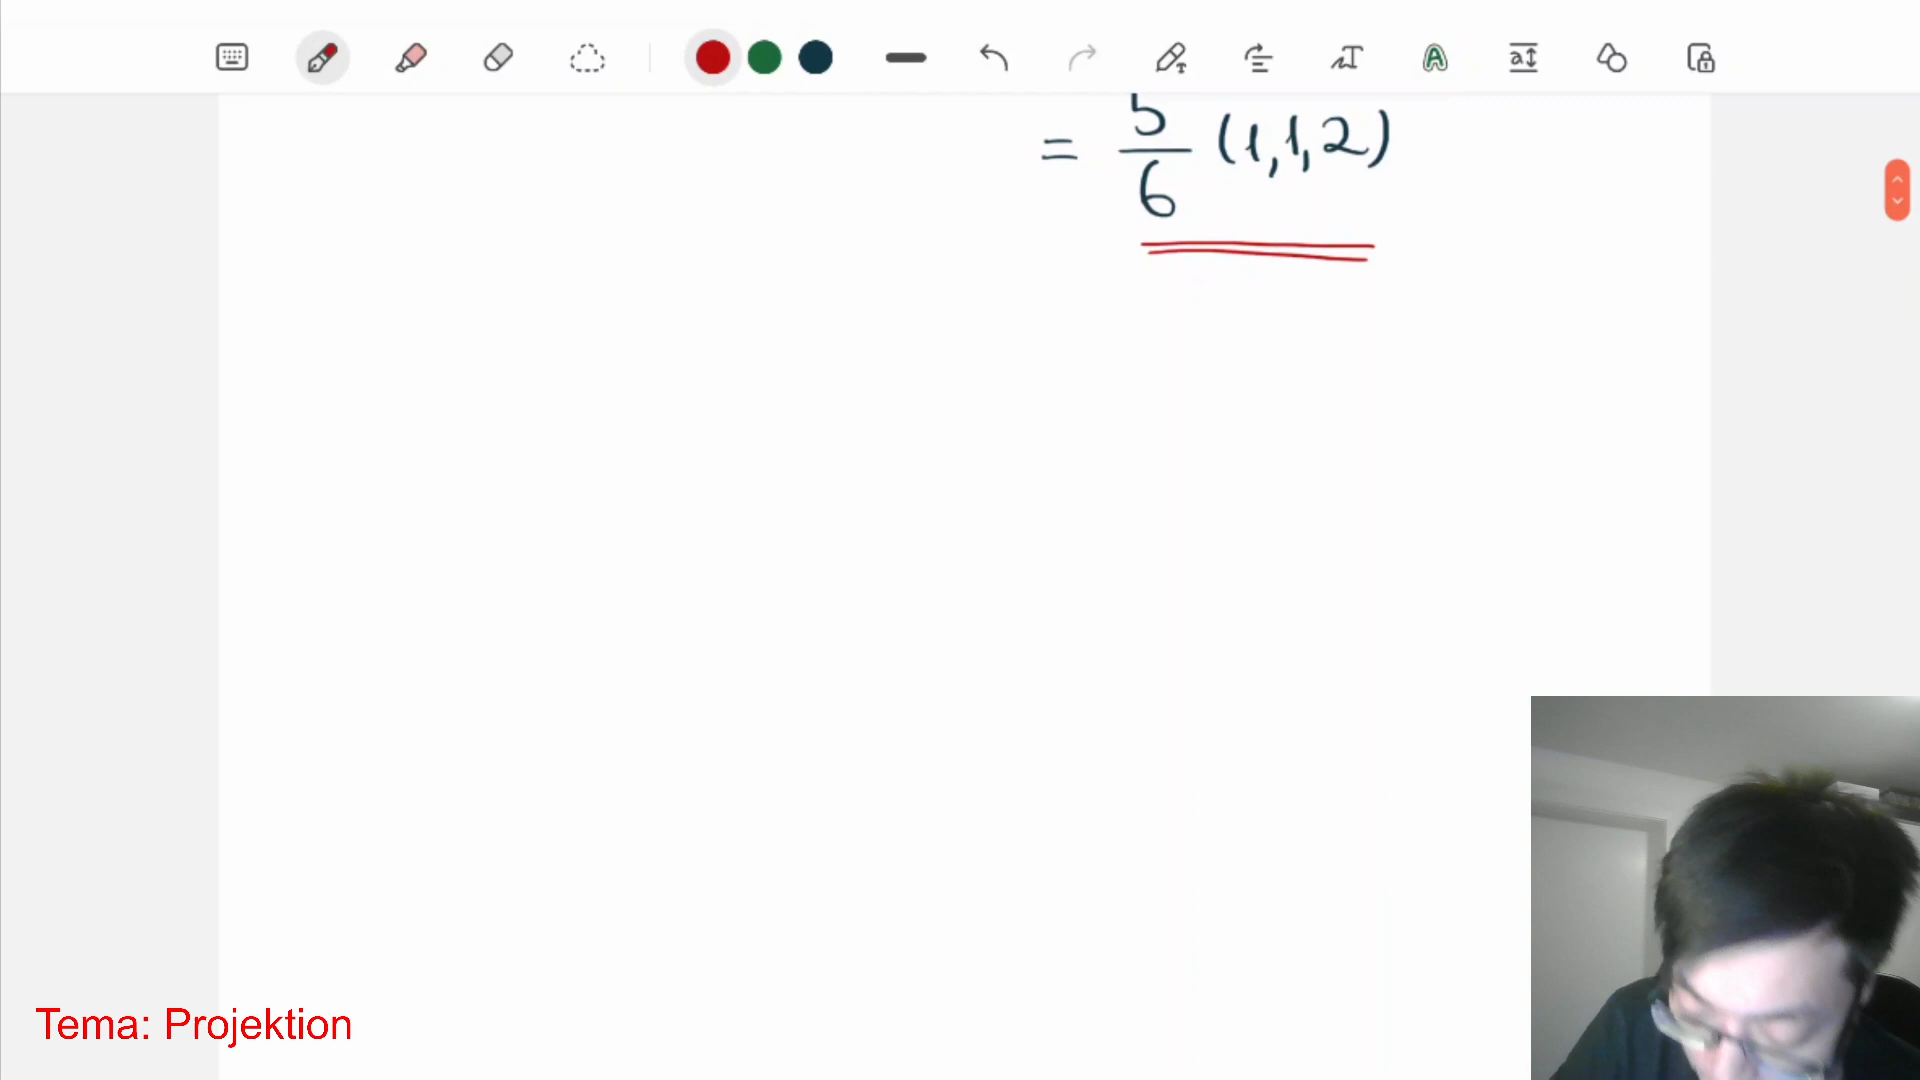 = 5/6 (1,1,2)
Tema: Projektion